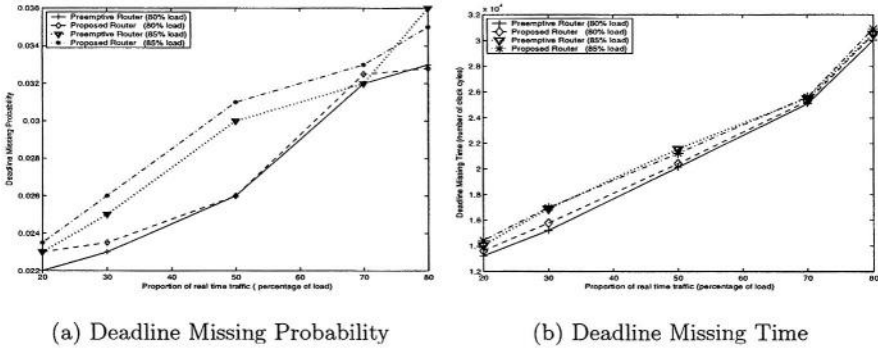 0.036
0.034
0.032
0.03
0.028
0.026
0.024
0.022
20
30
40
50
60
70
80
Deadline Missing Probability
Proportion of real time traffic ( percentage of load)
Preemptive Router (80% load)
Proposed Router (80% load)
Preemptive Router (85% load)
Proposed Router (85% load)
(a) Deadline Missing Probability
x 10⁴
3.2
3
2.8
2.6
2.4
2.2
2
1.8
1.6
1.4
1.2
20
30
40
50
60
70
80
Deadline Missing Time (number of clock cyles)
Proportion of real time traffic (percentage of load)
Preemptive Router (80% load)
Proposed Router (80% load)
Preemptive Router (85% load)
Proposed Router (85% load)
(b) Deadline Missing Time